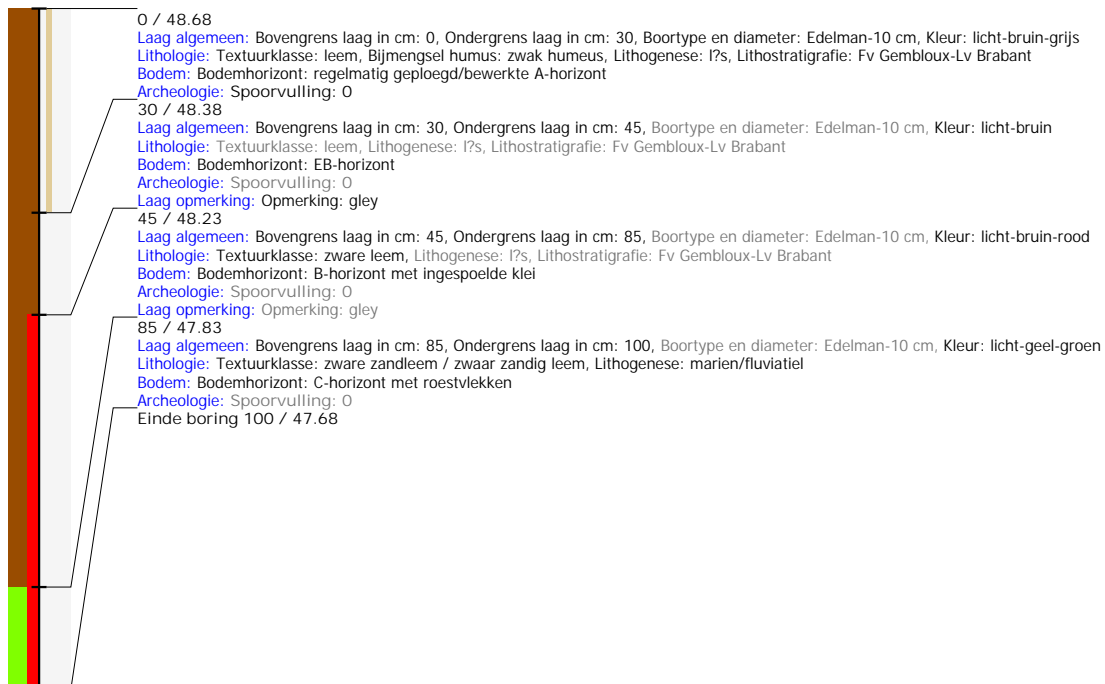 0 / 48.68
Laag algemeen: Bovengrens laag in cm: 0, Ondergrens laag in cm: 30, Boortype en diameter: Edelman-10 cm, Kleur: licht-bruin-grijs
Lithologie: Textuurklasse: leem, Bijmengsel humus: zwak humeus, Lithogenese: l?s, Lithostratigrafie: Fv Gembloux-Lv Brabant
Bodem: Bodemhorizont: regelmatig geploegd/bewerkte A-horizont
Archeologie: Spoorvulling: 0
30 / 48.38
Laag algemeen: Bovengrens laag in cm: 30, Ondergrens laag in cm: 45, Boortype en diameter: Edelman-10 cm, Kleur: licht-bruin
Lithologie: Textuurklasse: leem, Lithogenese: l?s, Lithostratigrafie: Fv Gembloux-Lv Brabant
Bodem: Bodemhorizont: EB-horizont
Archeologie: Spoorvulling: 0
Laag opmerking: Opmerking: gley
45 / 48.23
Laag algemeen: Bovengrens laag in cm: 45, Ondergrens laag in cm: 85, Boortype en diameter: Edelman-10 cm, Kleur: licht-bruin-rood
Lithologie: Textuurklasse: zware leem, Lithogenese: l?s, Lithostratigrafie: Fv Gembloux-Lv Brabant
Bodem: Bodemhorizont: B-horizont met ingespoelde klei
Archeologie: Spoorvulling: 0
Laag opmerking: Opmerking: gley
85 / 47.83
Laag algemeen: Bovengrens laag in cm: 85, Ondergrens laag in cm: 100, Boortype en diameter: Edelman-10 cm, Kleur: licht-geel-groen
Lithologie: Textuurklasse: zware zandleem / zwaar zandig leem, Lithogenese: marien/fluviatiel
Bodem: Bodemhorizont: C-horizont met roestvlekken
Archeologie: Spoorvulling: 0
Einde boring 100 / 47.68